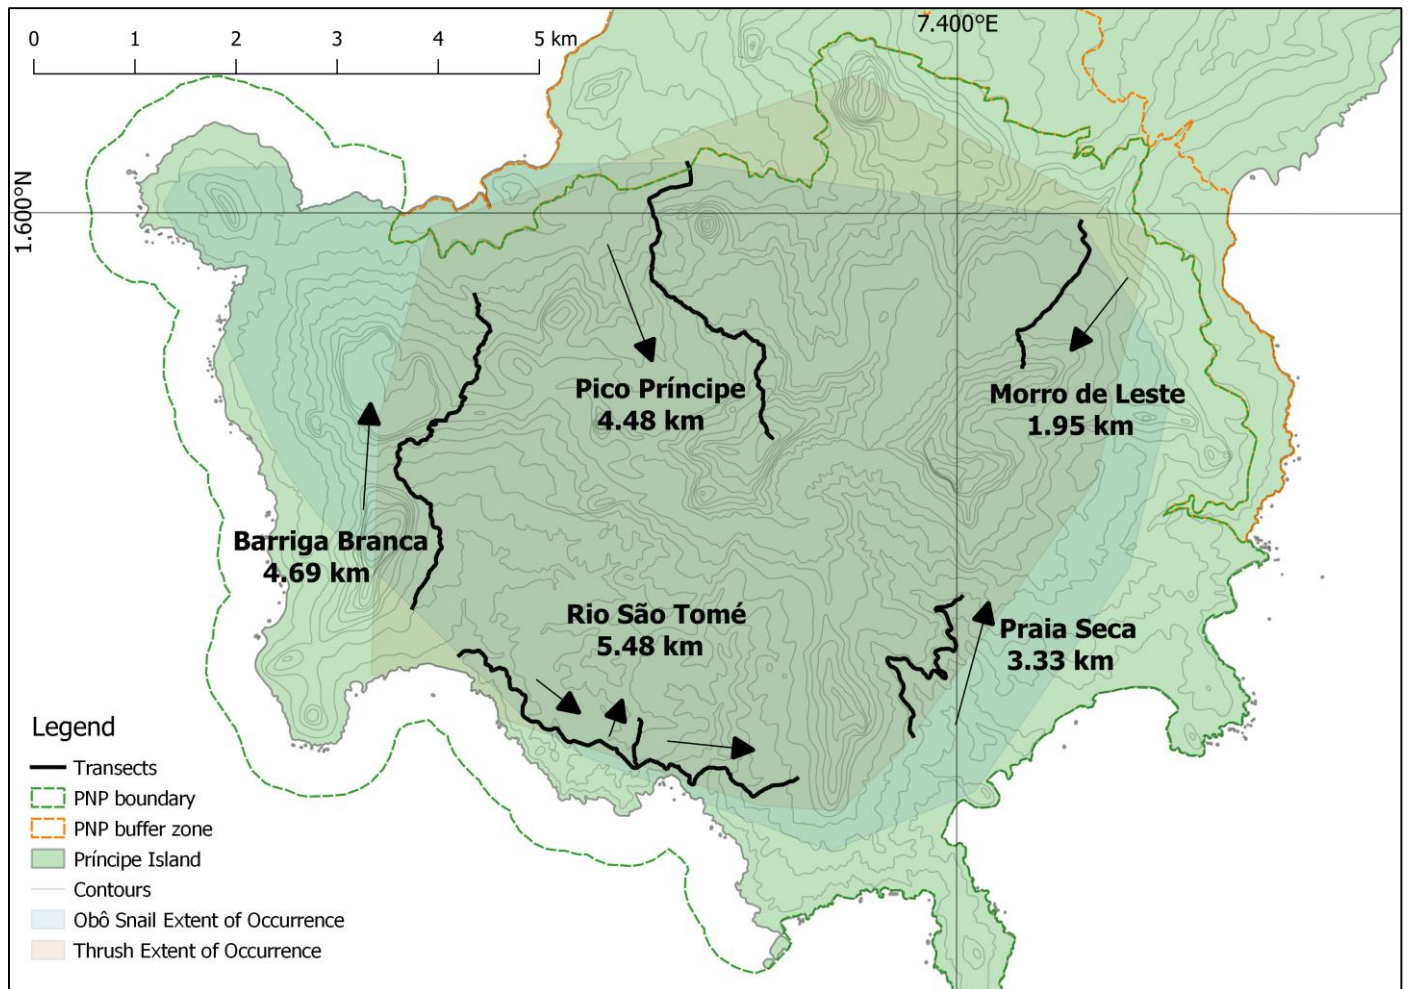 0 1 2 3 4 5 km
7.400°E
1.600°N
Pico Príncipe
4.48 km
Morro de Leste
1.95 km
Barriga Branca
4.69 km
Rio São Tomé
5.48 km
Praia Seca
3.33 km
Legend
Transects
PNP boundary
PNP buffer zone
Príncipe Island
Contours
Obô Snail Extent of Occurrence
Thrush Extent of Occurrence